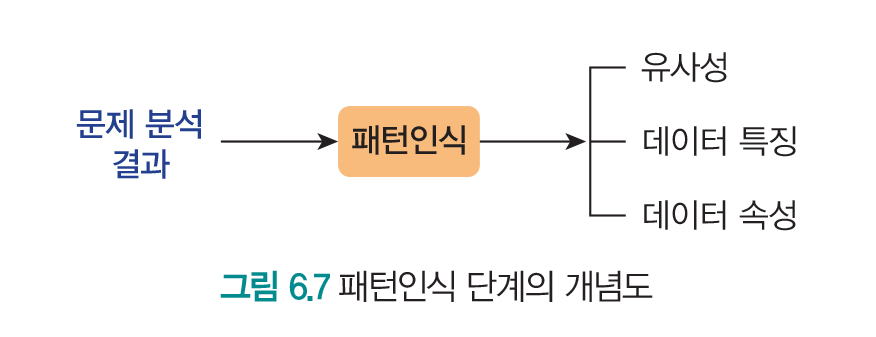 문제 분석
결과
패턴인식
유사성
데이터 특징
데이터 속성
그림 6.7 패턴인식 단계의 개념도